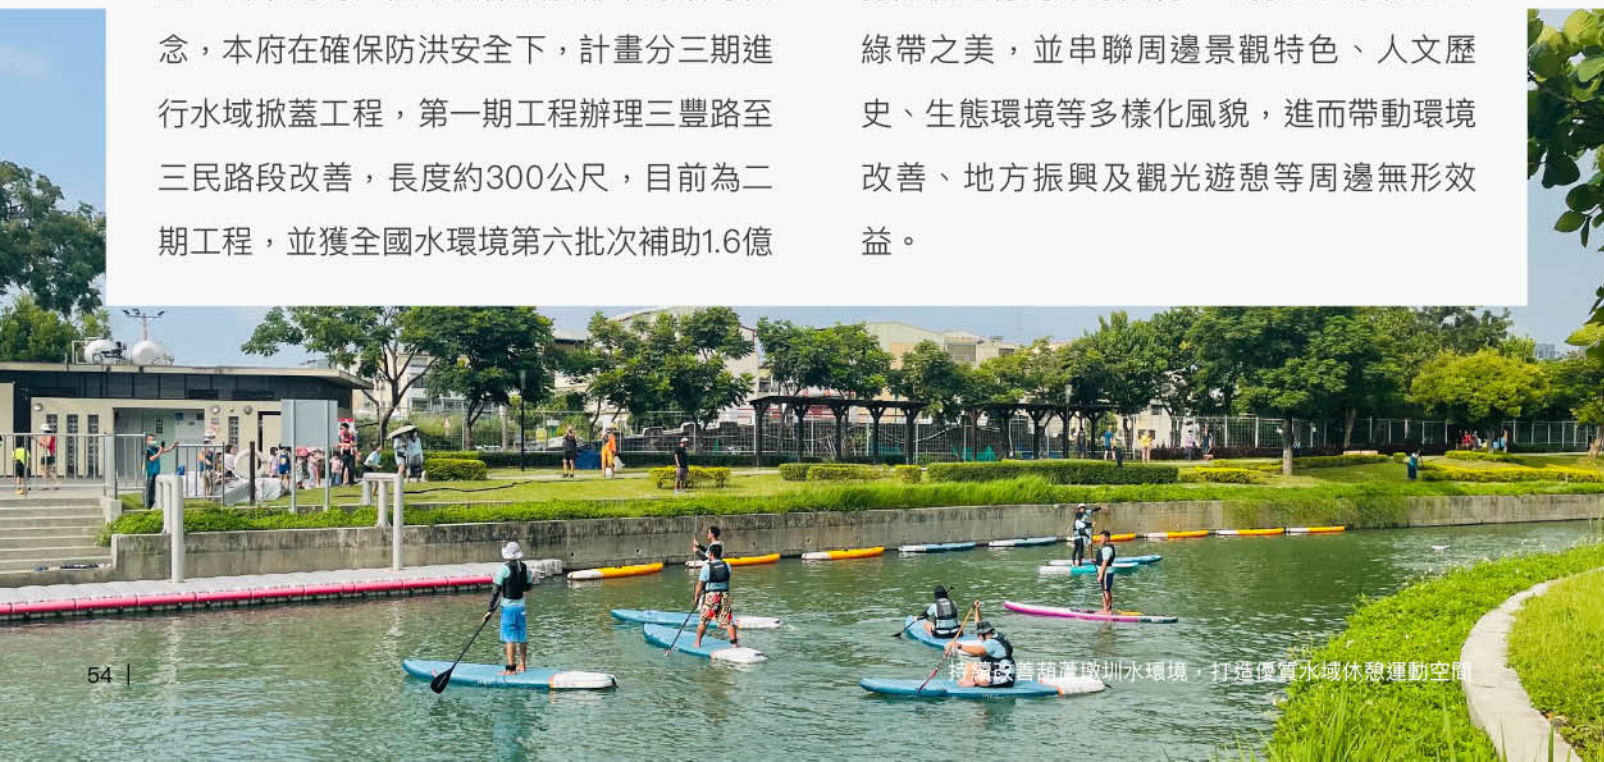 念，本府在確保防洪安全下，計畫分三期進
行水域掀蓋工程，第一期工程辦理三豐路至
三民路段改善，長度約300公尺，目前為二
期工程，並獲全國水環境第六批次補助1.6億
綠帶之美，並串聯周邊景觀特色、人文歷
史、生態環境等多樣化風貌，進而帶動環境
改善、地方振興及觀光遊憩等周邊無形效
益。
持續改善葫蘆墩圳水環境，打造優質水域休憩運動空間
54 |